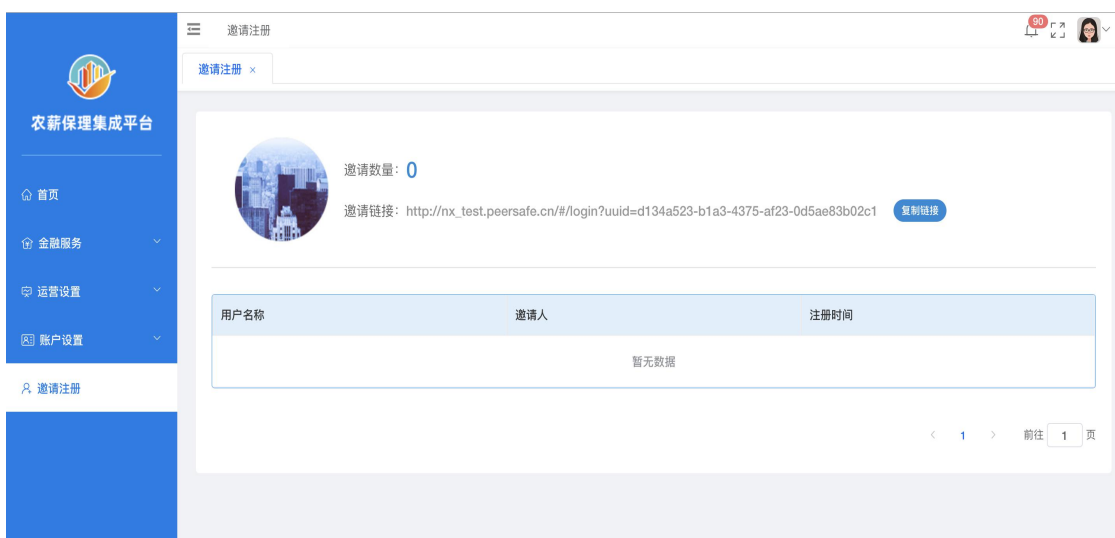 邀请注册
90
邀请注册 ×
农薪保理集成平台
首页
金融服务
运营设置
账户设置
邀请注册
邀请数量：0
邀请链接：http://nx_test.peersafe.cn/#/login?uuid=d134a523-b1a3-4375-af23-0d5ae83b02c1 复制链接
用户名称 邀请人 注册时间
暂无数据
< 1 > 前往 1 页